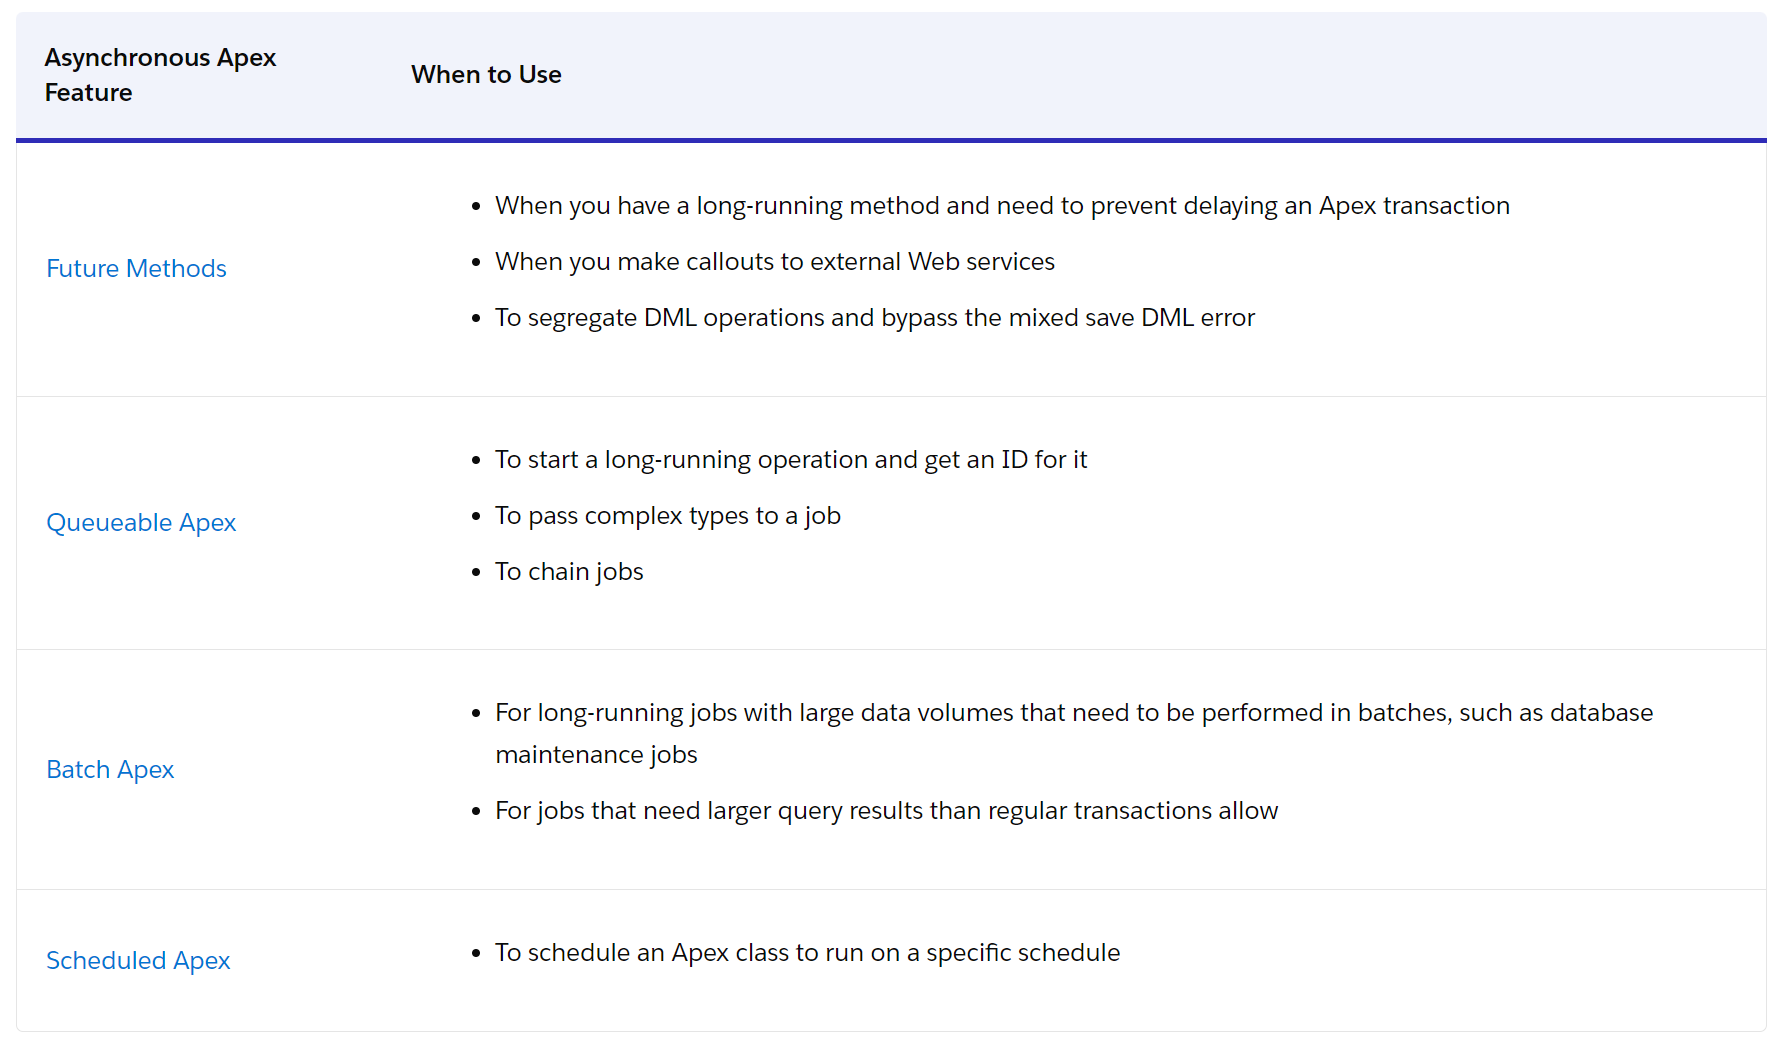 Asynchronous Apex
Feature
When to Use
Future Methods
• When you have a long-running method and need to prevent delaying an Apex transaction
• When you make callouts to external Web services
• To segregate DML operations and bypass the mixed save DML error
Queueable Apex
• To start a long-running operation and get an ID for it
• To pass complex types to a job
• To chain jobs
Batch Apex
• For long-running jobs with large data volumes that need to be performed in batches, such as database
maintenance jobs
• For jobs that need larger query results than regular transactions allow
Scheduled Apex
• To schedule an Apex class to run on a specific schedule